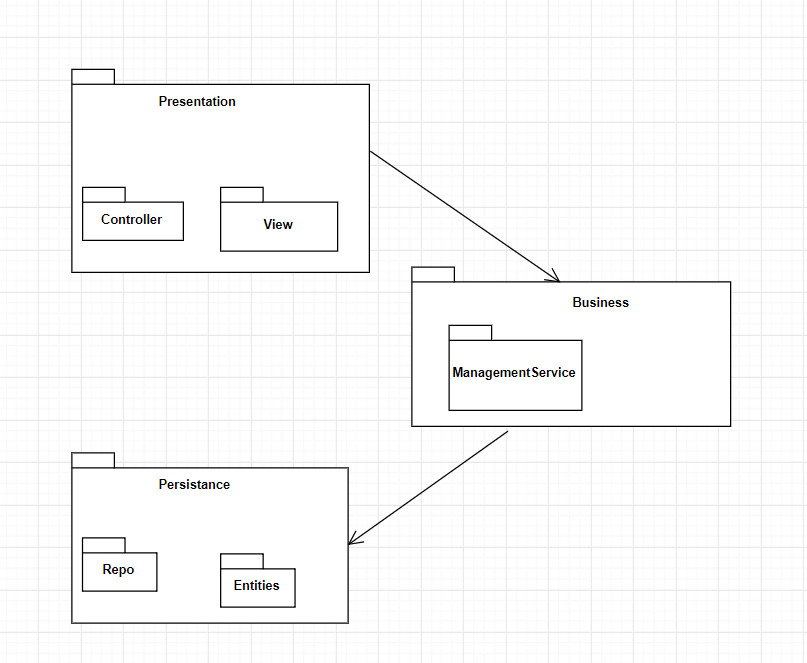 Presentation
Controller
View
Business
ManagementService
Persistance
Repo
Entities